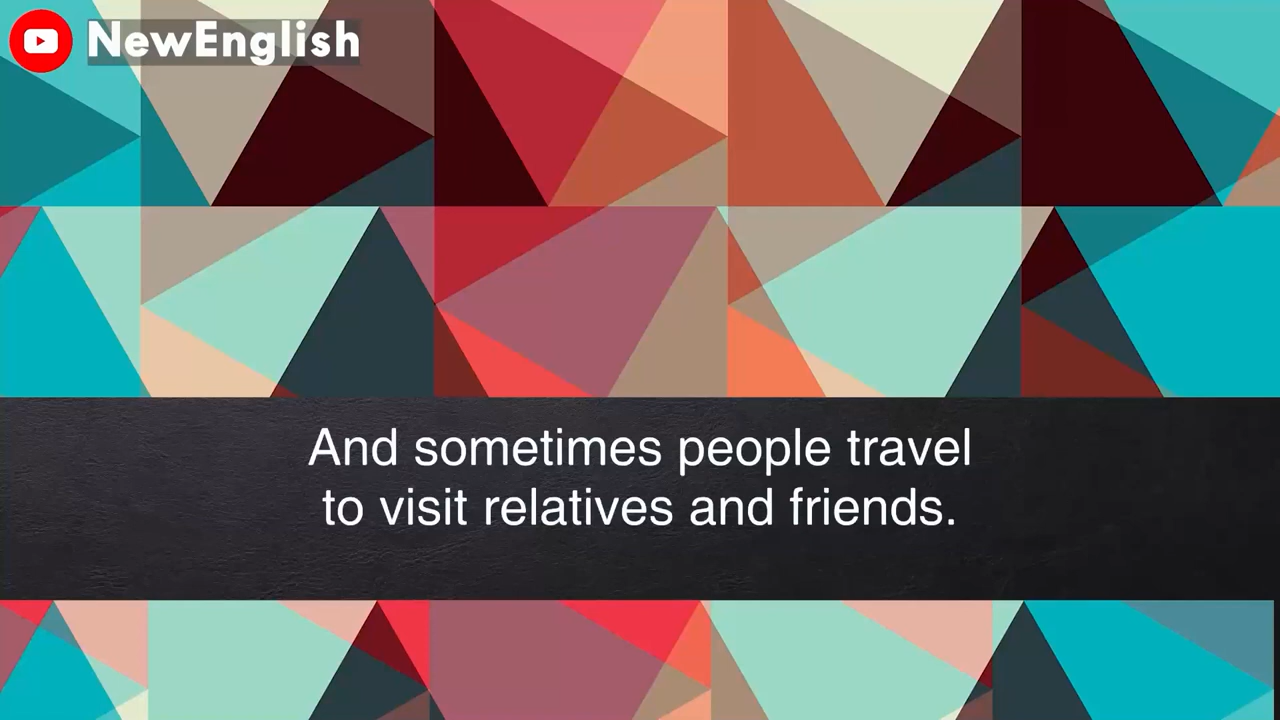 NewEnglish
And sometimes people travel
to visit relatives and friends.